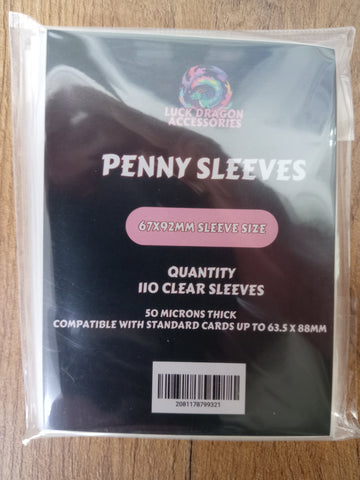 LUCK DRAGON
ACCESSORIES
PENNY SLEEVES
67X92MM SLEEVE SIZE
QUANTITY
110 CLEAR SLEEVES
50 MICRONS THICK
COMPATIBLE WITH STANDARD CARDS UP TO 63.5 X 88MM
2001178799321